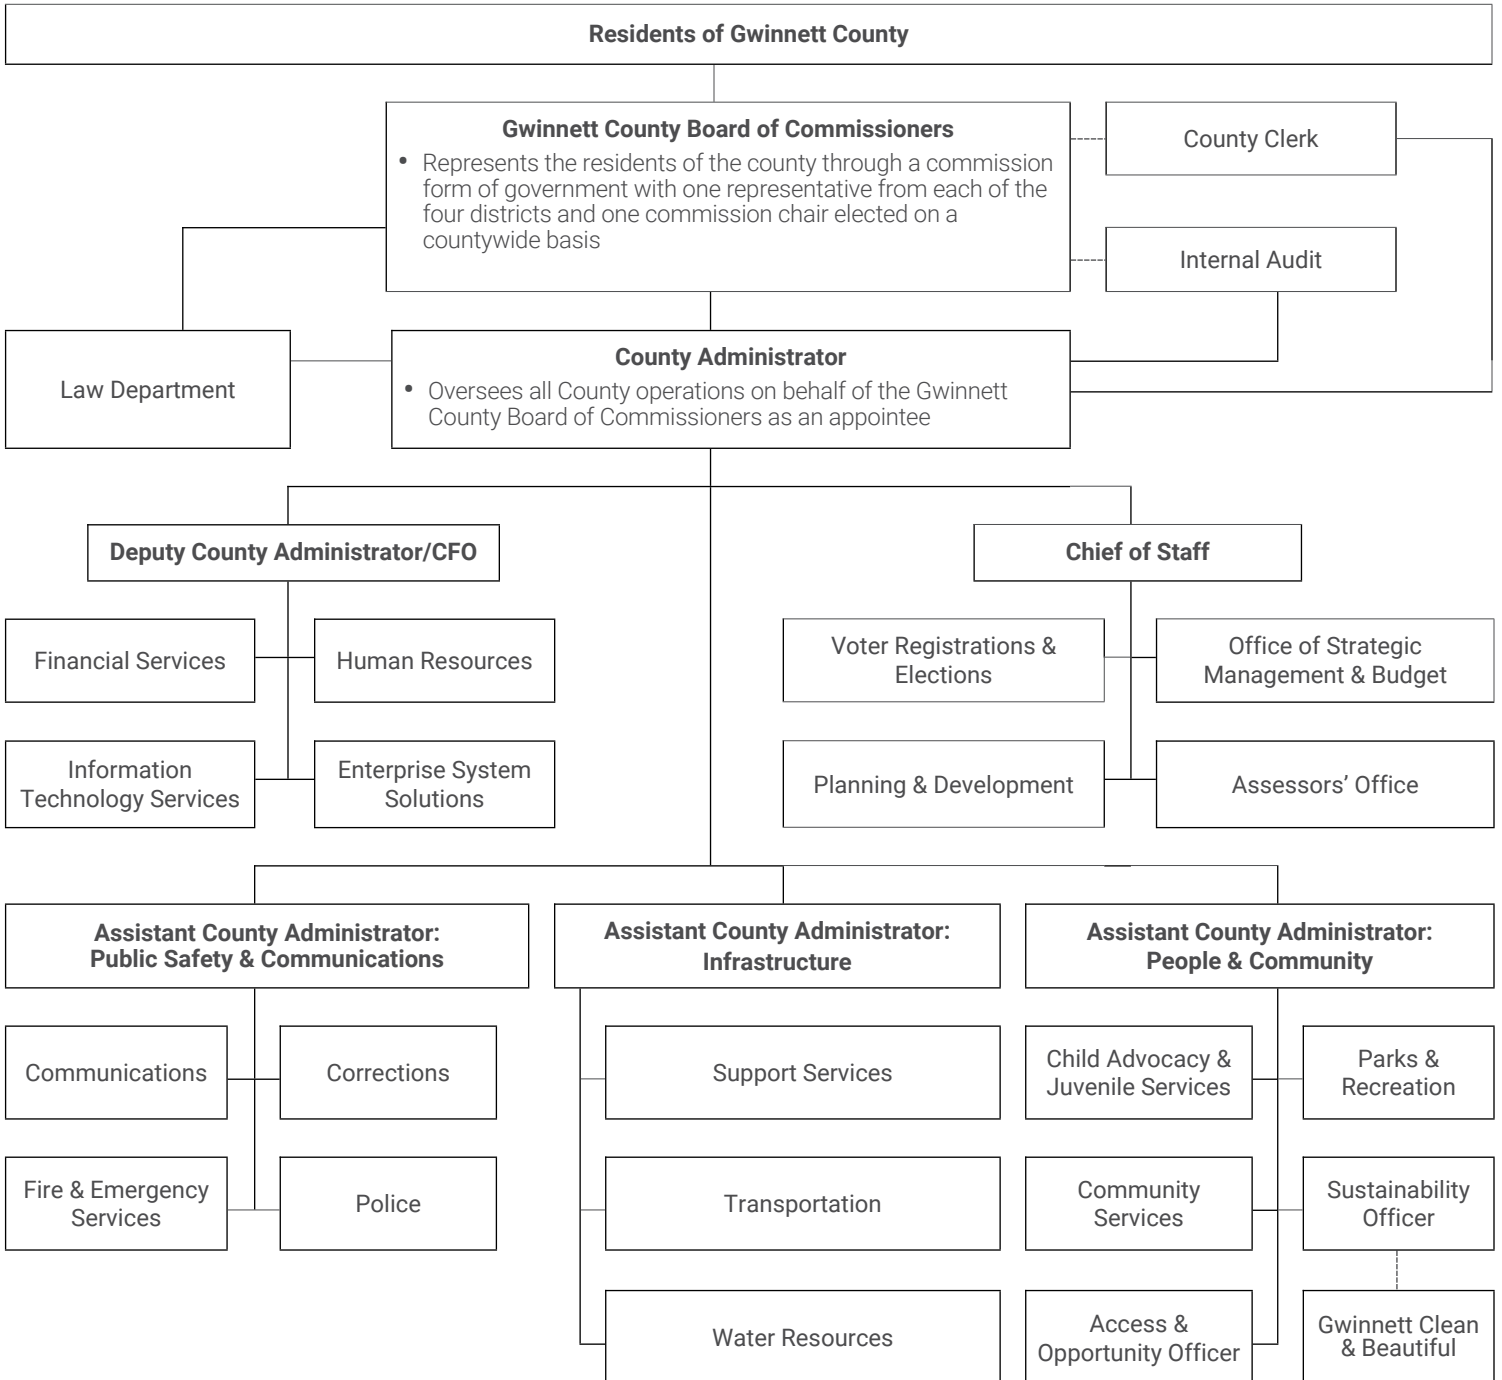 Residents of Gwinnett County
Gwinnett County Board of Commissioners
• Represents the residents of the county through a commission
form of government with one representative from each of the
four districts and one commission chair elected on a
countywide basis
County Clerk
Internal Audit
Law Department
County Administrator
• Oversees all County operations on behalf of the Gwinnett
County Board of Commissioners as an appointee
Deputy County Administrator/CFO
Chief of Staff
Financial Services
Human Resources
Voter Registrations &
Elections
Office of Strategic
Management & Budget
Information
Technology Services
Enterprise System
Solutions
Planning & Development
Assessors’ Office
Assistant County Administrator:
Public Safety & Communications
Assistant County Administrator:
Infrastructure
Assistant County Administrator:
People & Community
Communications
Corrections
Support Services
Child Advocacy &
Juvenile Services
Parks &
Recreation
Fire & Emergency
Services
Police
Transportation
Community
Services
Sustainability
Officer
Water Resources
Access &
Opportunity Officer
Gwinnett Clean
& Beautiful